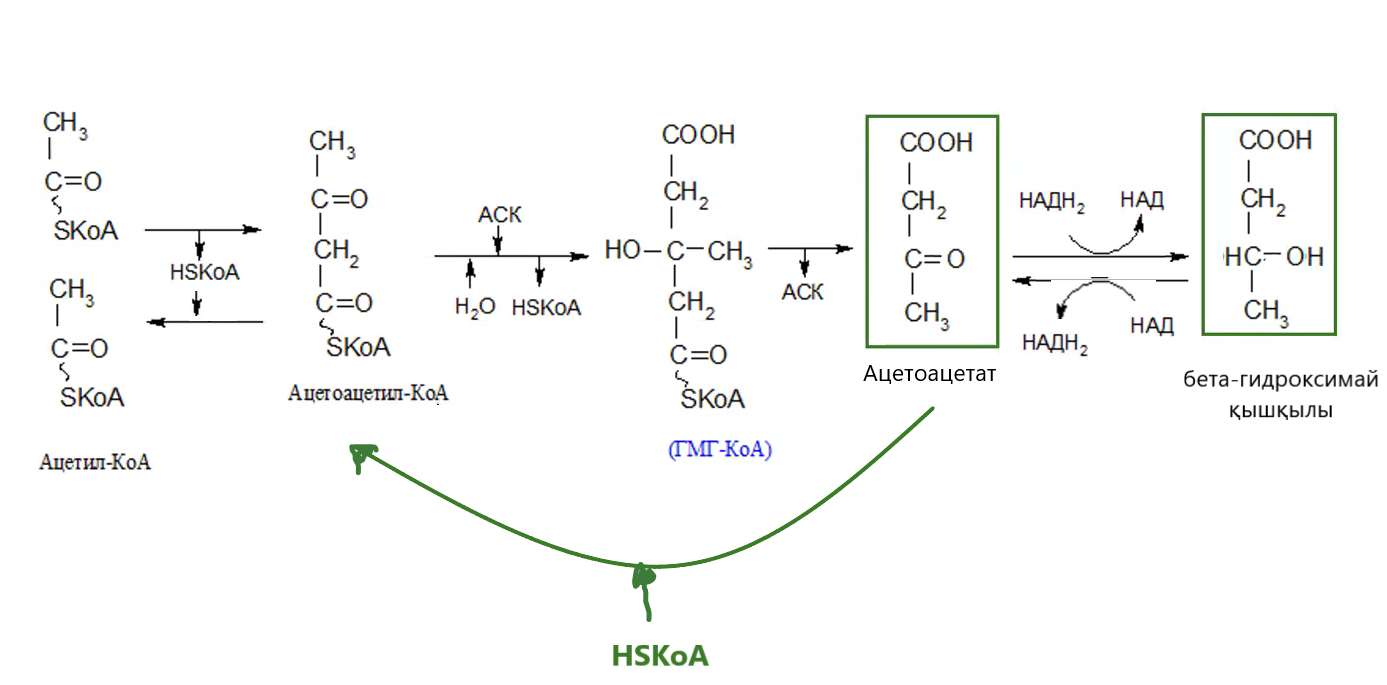 CH3
C=O
SKoA
CH3
C=O
SKoA
Ацетил-КоА
HSKoA
CH3
C=O
CH2
C=O
SKoA
Ацетоацетил-КоА
АСК
H2O
HSKoA
COOH
CH2
HO-C-CH3
CH2
C=O
SKoA
(ГМГ-КоА)
АСК
COOH
CH2
C=O
CH3
Ацетоацетат
НАДН2
НАД
НАДН2
НАД
COOH
CH2
HC-OH
CH3
бета-гидроксимай
қышқылы
HSKoA